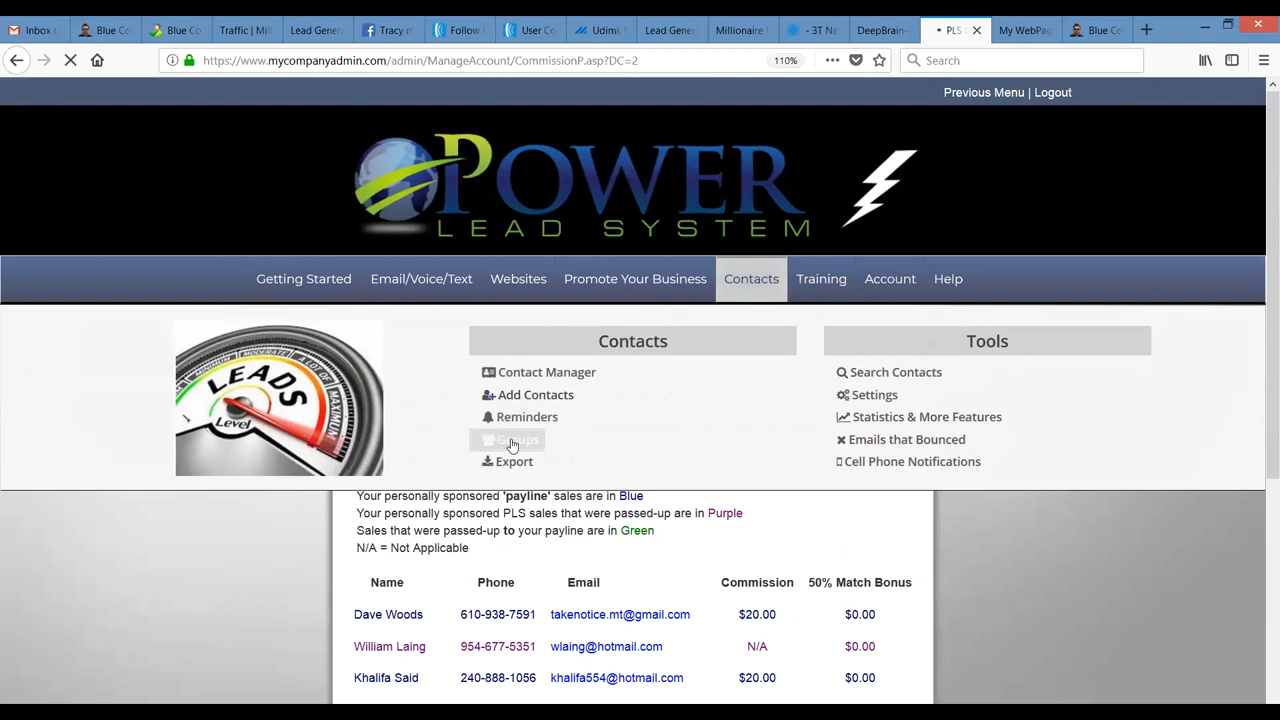 Inbox
Blue Co
Blue Co
Traffic | Mil
Lead Gener
Tracy m
Follow
User Co
Udimi.
Lead Gene
Millionaire
- 3T Ne
DeepBrain-
PLS
My WebPag
Blue Co
https://www.mycompanyadmin.com/admin/ManageAccount/CommissionP.asp?DC=2
110%
Search
Previous Menu | Logout
POWER
LEAD SYSTEM
Getting Started Email/Voice/Text Websites Promote Your Business Contacts Training Account Help
LEADS
Level
MINIMUM
MODERATE
A LOT OF
MAXIMUM
Contacts
Contact Manager
Add Contacts
Reminders
Groups
Export
Tools
Search Contacts
Settings
Statistics & More Features
Emails that Bounced
Cell Phone Notifications
Your personally sponsored 'payline' sales are in Blue
Your personally sponsored PLS sales that were passed-up are in Purple
Sales that were passed-up to your payline are in Green
N/A = Not Applicable
Name Phone Email Commission 50% Match Bonus
Dave Woods 610-938-7591 takenotice.mt@gmail.com $20.00 $0.00
William Laing 954-677-5351 wlaing@hotmail.com N/A $0.00
Khalifa Said 240-888-1056 khalifa554@hotmail.com $20.00 $0.00